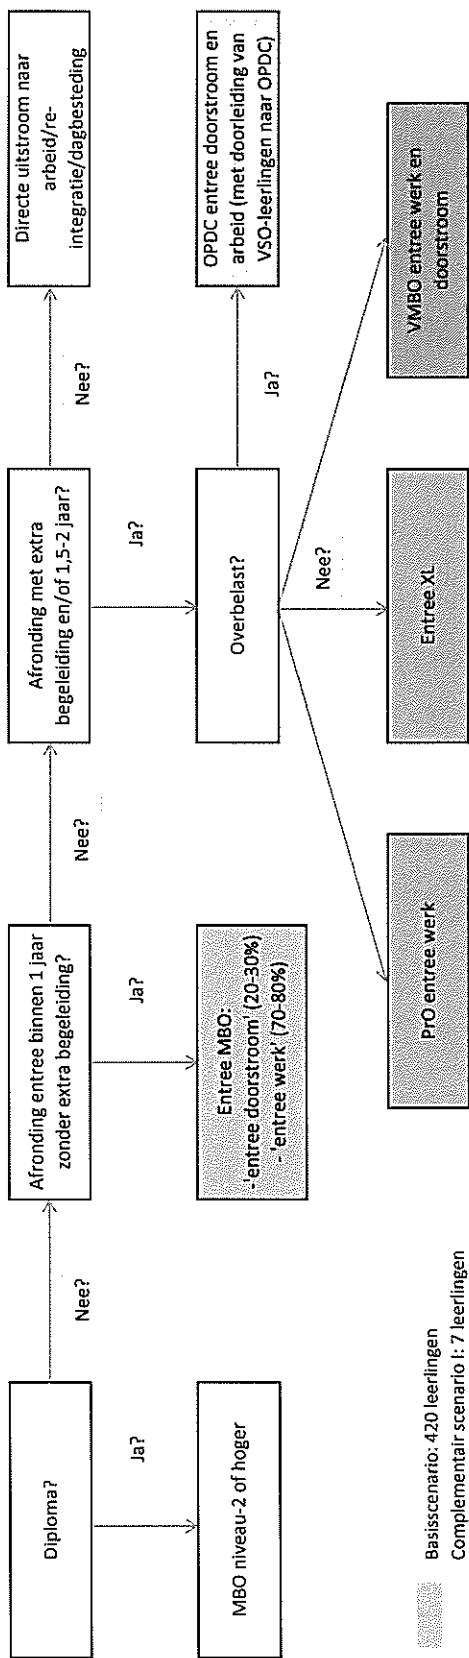 Diploma?
Nee?
Ja?
MBO niveau-2 of hoger
Afronding entree binnen 1 jaar
zonder extra begeleiding?
Nee?
Ja?
Entree MBO:
-'entree doorstroom' (20-30%)
- 'entree werk' (70-80%)
Afronding met extra
begeleiding en/of 1,5-2 jaar?
Nee?
Ja?
Directe uitstroom naar
arbeid/re-
integratie/dagbesteding
Overbelast?
Ja?
Nee?
OPDC entree doorstroom en
arbeid (met doorleiding van
VSO-leerlingen naar OPDC)
PrO entree werk
Entree XL
VMBO entree werk en
doorstroom
Basisscenario: 420 leerlingen
Complementair scenario I: 7 leerlingen